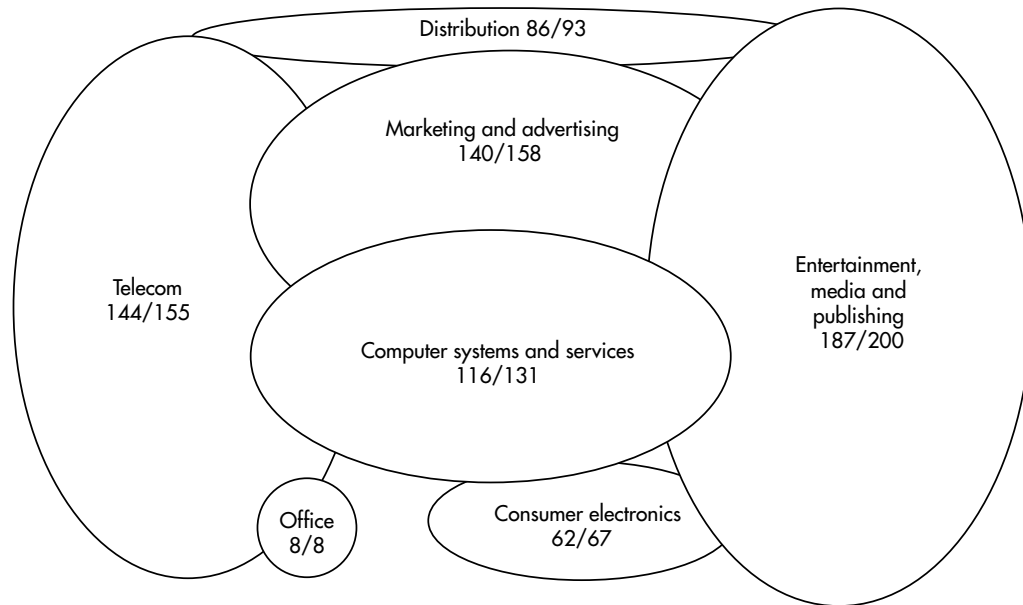 Distribution 86/93
Marketing and advertising
140/158
Telecom
144/155
Entertainment,
media and
publishing
187/200
Computer systems and services
116/131
Office
8/8
Consumer electronics
62/67